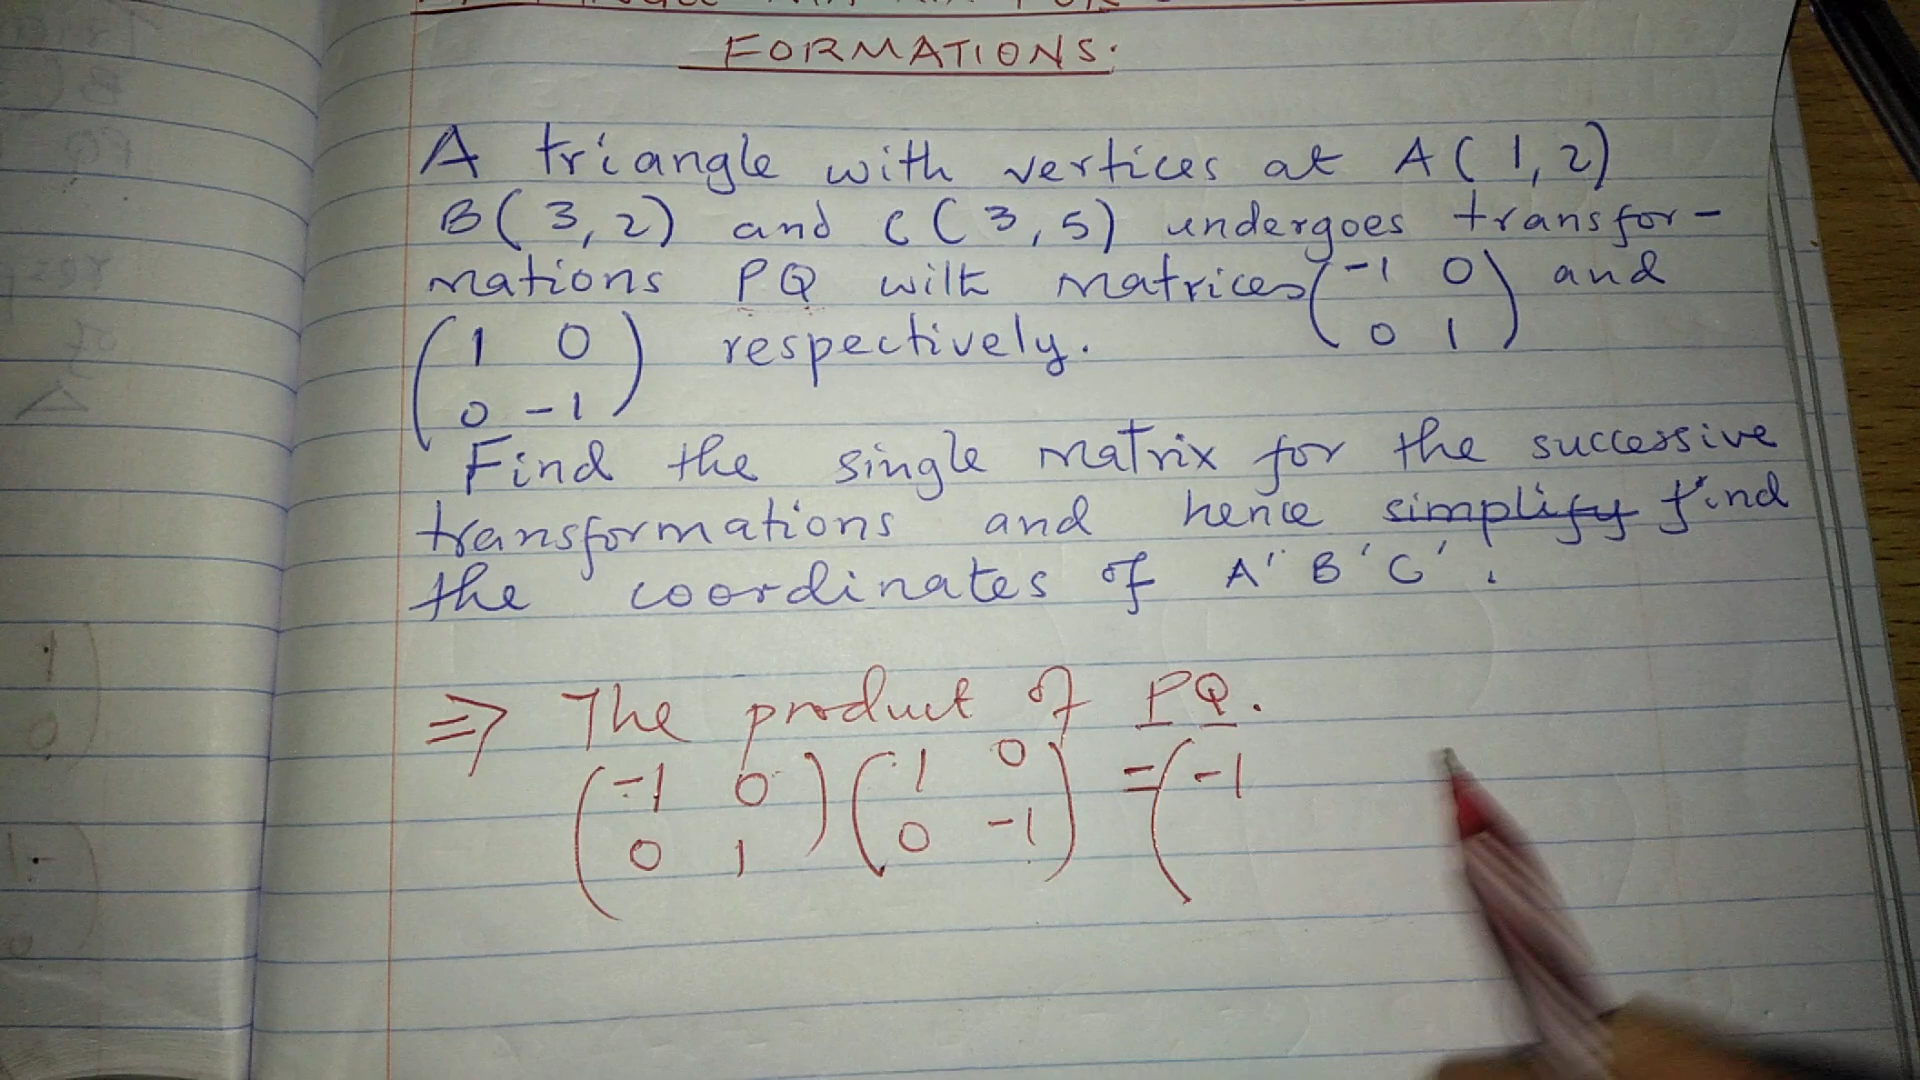 FORMATIONS.
A triangle with vertices at A(1,2)
B(3,2) and C(3,5) undergoes transfor-
mations PQ with matrices (-1 0) and
(0 1)
(1 0) respectively.
(0 -1)
Find the single matrix for the successive
transformations and hence simplify find
the coordinates of A' B' C'.
⇒ The product of PQ.
(-1 0) (1 0) = (-1
(0 1) (0 -1)